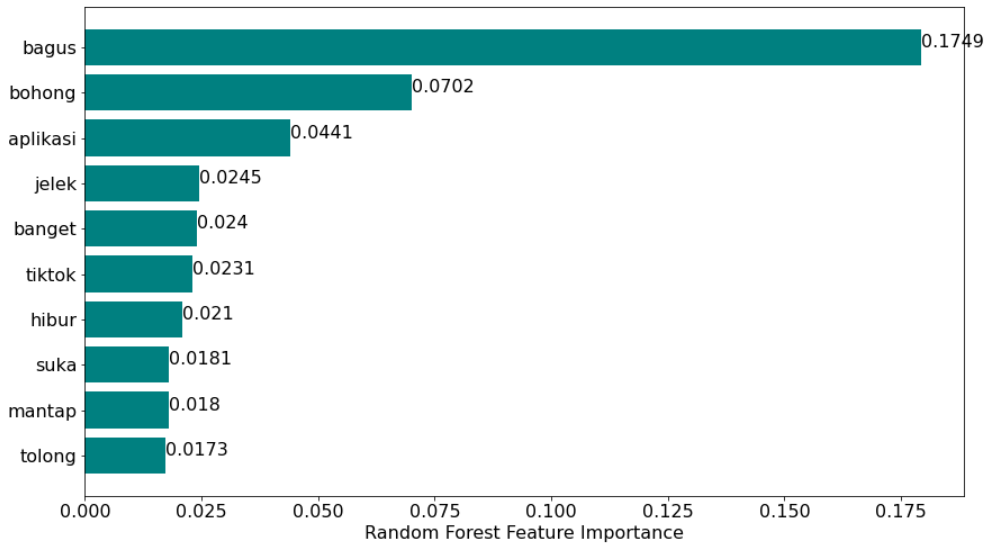 bagus 0.1749
bohong 0.0702
aplikasi 0.0441
jelek 0.0245
banget 0.024
tiktok 0.0231
hibur 0.021
suka 0.0181
mantap 0.018
tolong 0.0173
0.000 0.025 0.050 0.075 0.100 0.125 0.150 0.175
Random Forest Feature Importance